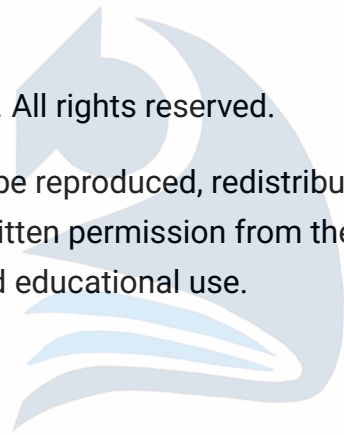 . All rights reserved.
be reproduced, redistribu
itten permission from the
d educational use.